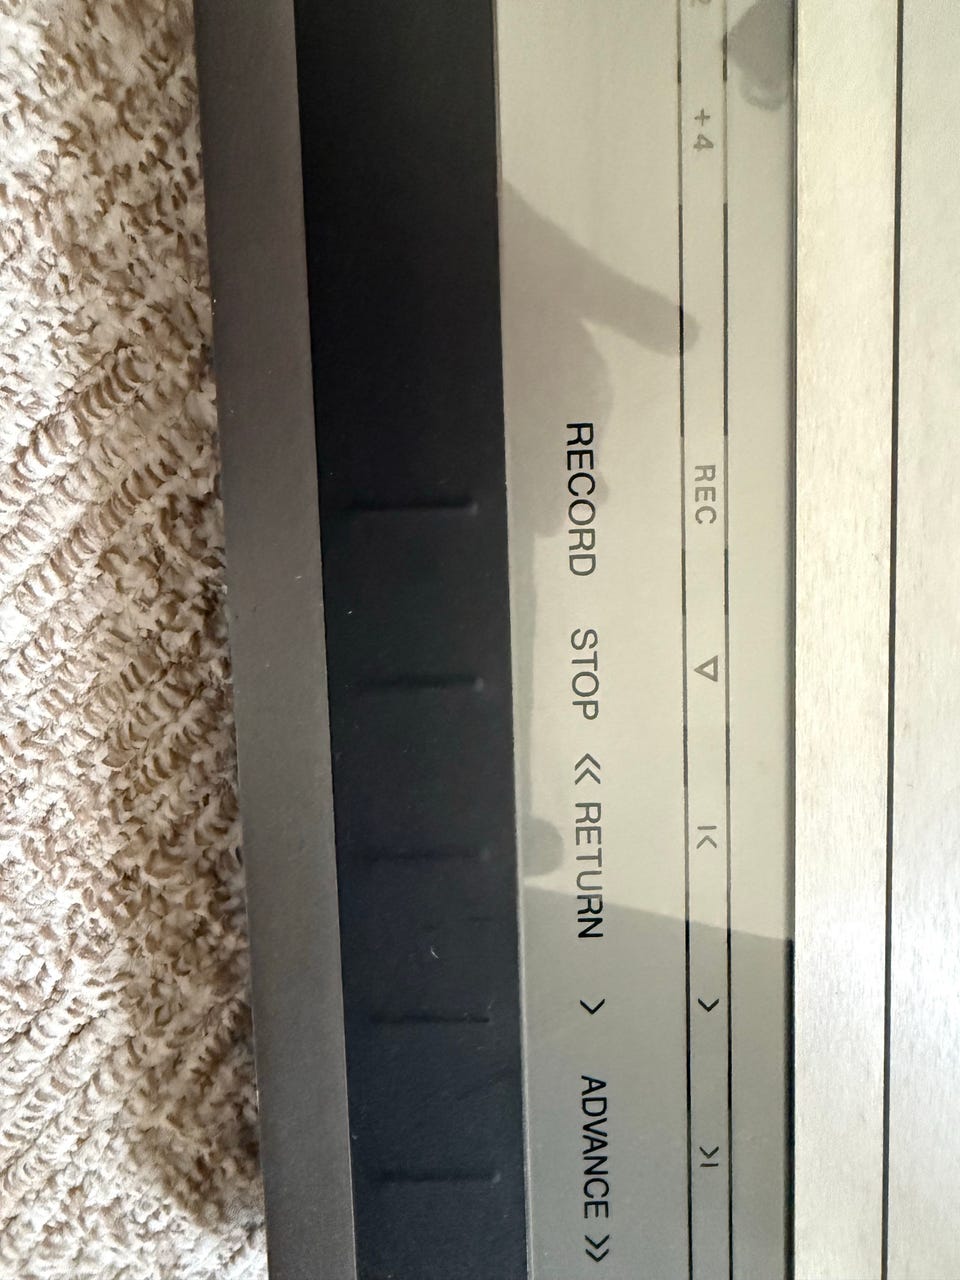 +4 REC ▷ I< > >I
RECORD STOP << RETURN > ADVANCE >>